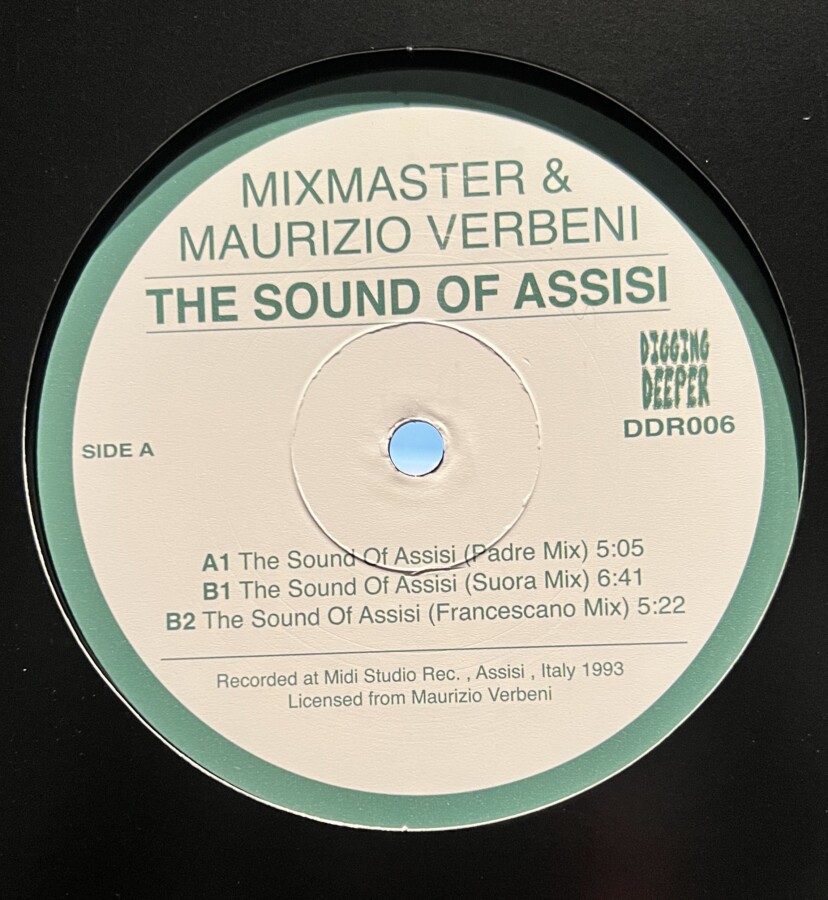 MIXMASTER &
MAURIZIO VERBENI
THE SOUND OF ASSISI
DIGGING
DEEPER
DDR006
SIDE A
A1 The Sound Of Assisi (Padre Mix) 5:05
B1 The Sound Of Assisi (Suora Mix) 6:41
B2 The Sound Of Assisi (Francescano Mix) 5:22
Recorded at Midi Studio Rec. , Assisi , Italy 1993
Licensed from Maurizio Verbeni